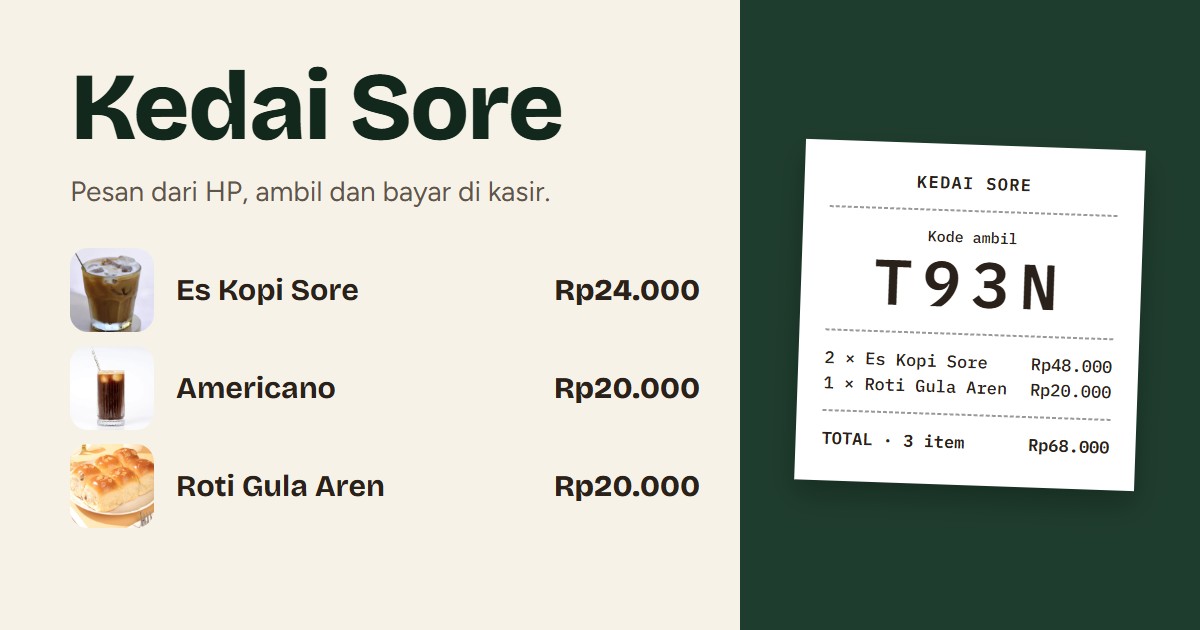 Kedai Sore
Pesan dari HP, ambil dan bayar di kasir.
Es Kopi Sore Rp24.000
Americano Rp20.000
Roti Gula Aren Rp20.000
KEDAI SORE
Kode ambil
T93N
2 × Es Kopi Sore Rp48.000
1 × Roti Gula Aren Rp20.000
TOTAL · 3 item Rp68.000